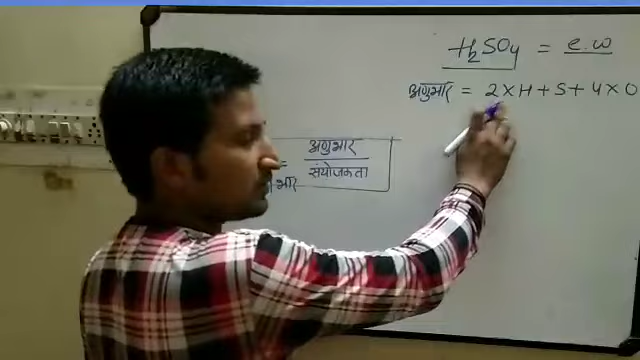 H₂SO₄ = e.w
अणुभार = 2×H+S+4×O
= अणुभार
भार संयोजकता